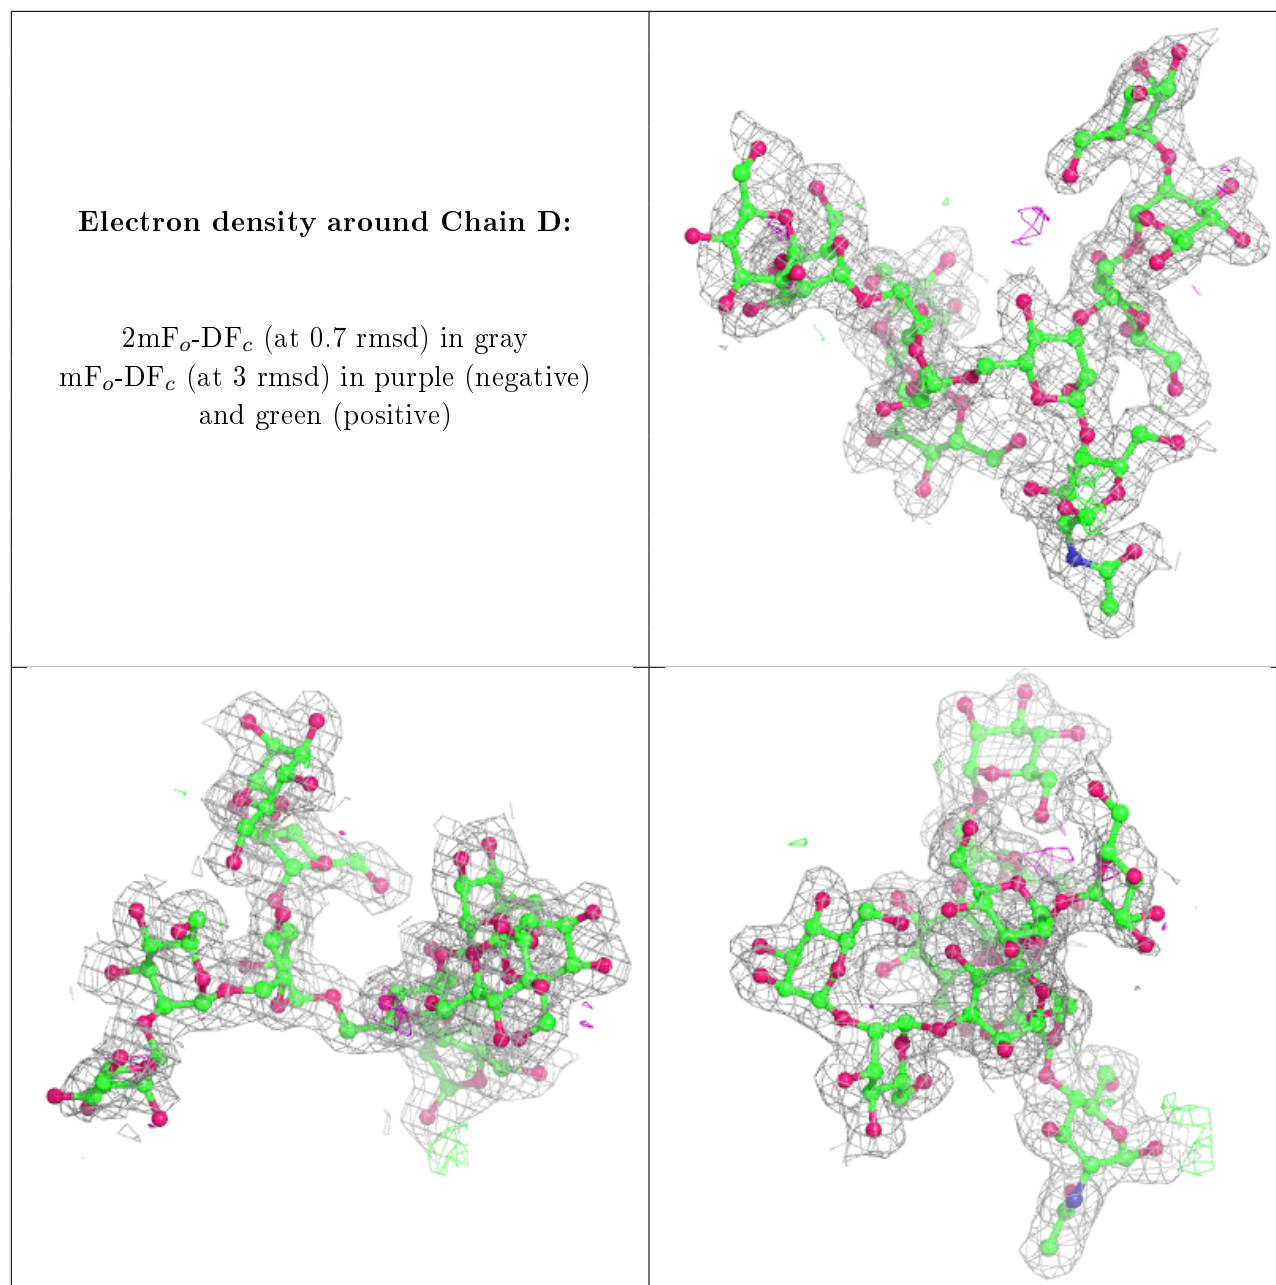 Electron density around Chain D:
2mFo-DFc (at 0.7 rmsd) in gray
mFo-DFc (at 3 rmsd) in purple (negative)
and green (positive)